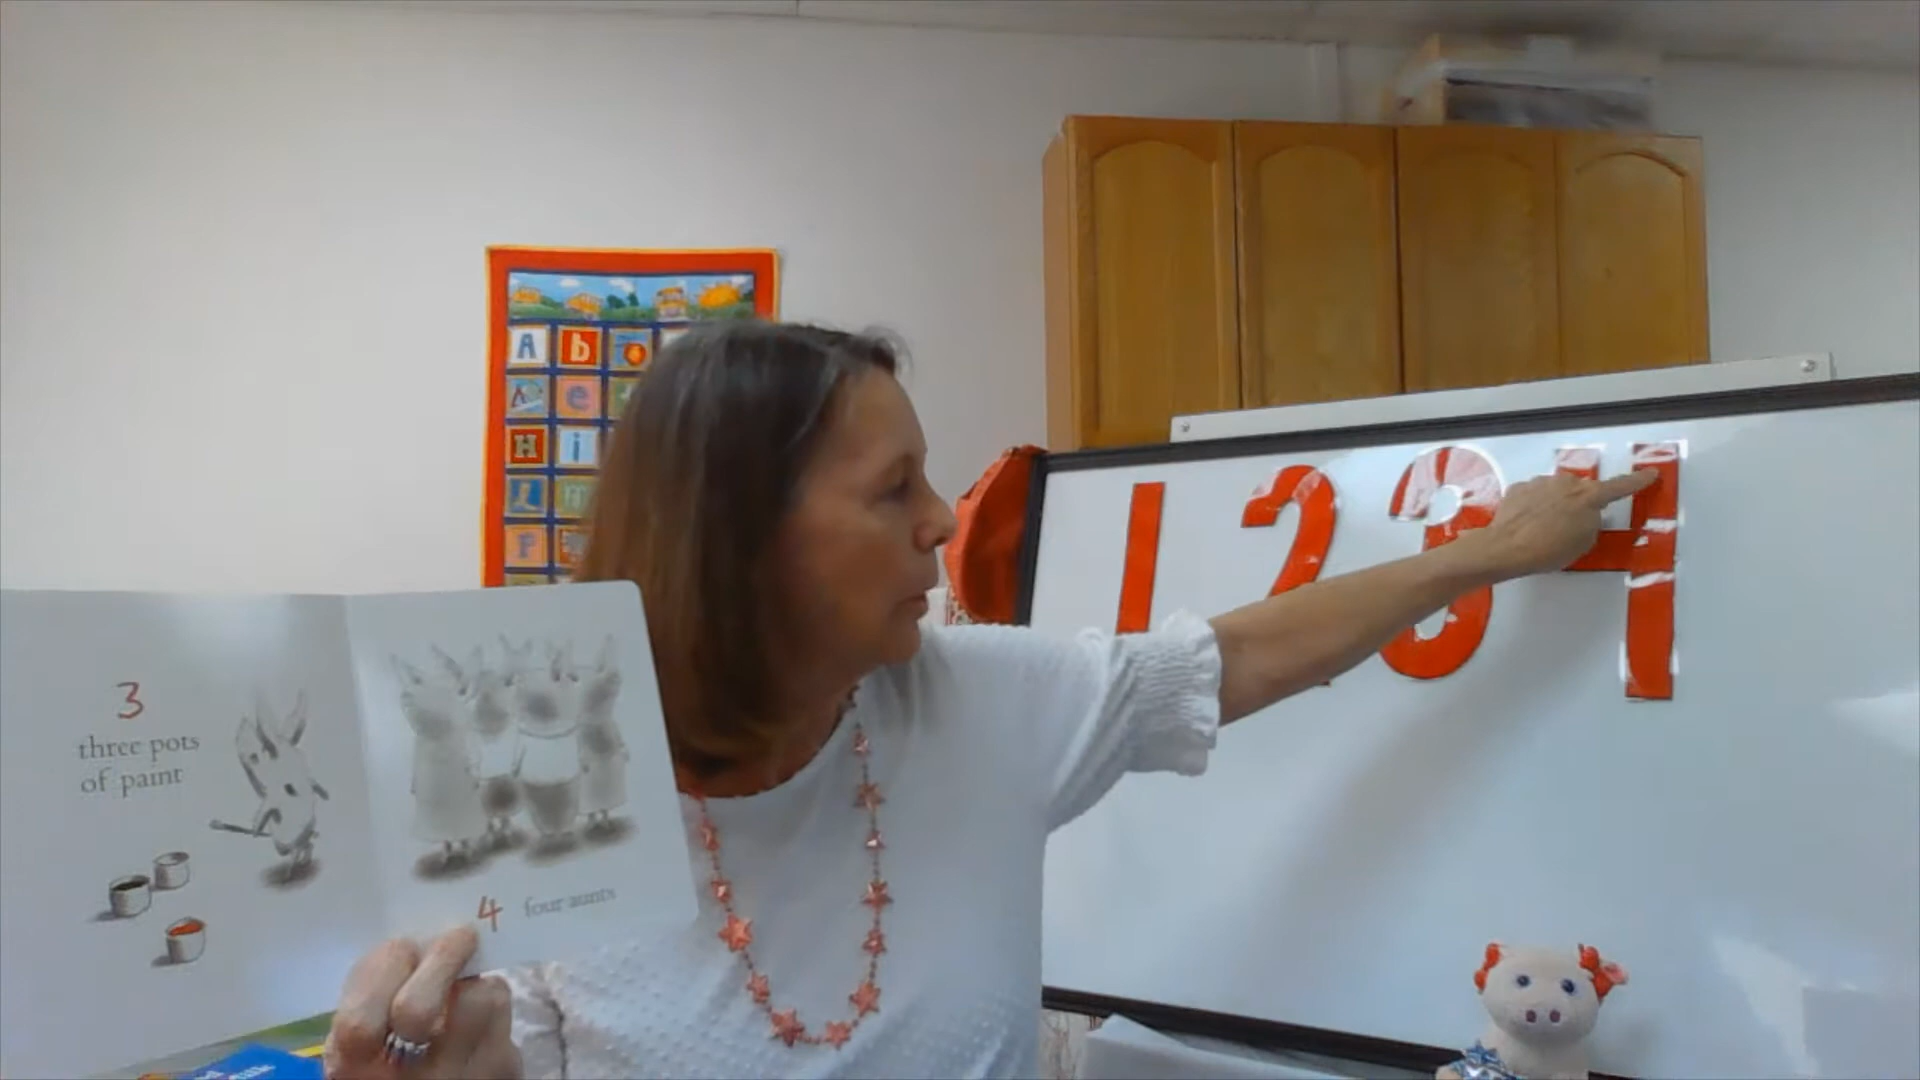 A b
e
H i
L m
P
1 2 3 4
3
three pots
of paint
4 four aunts